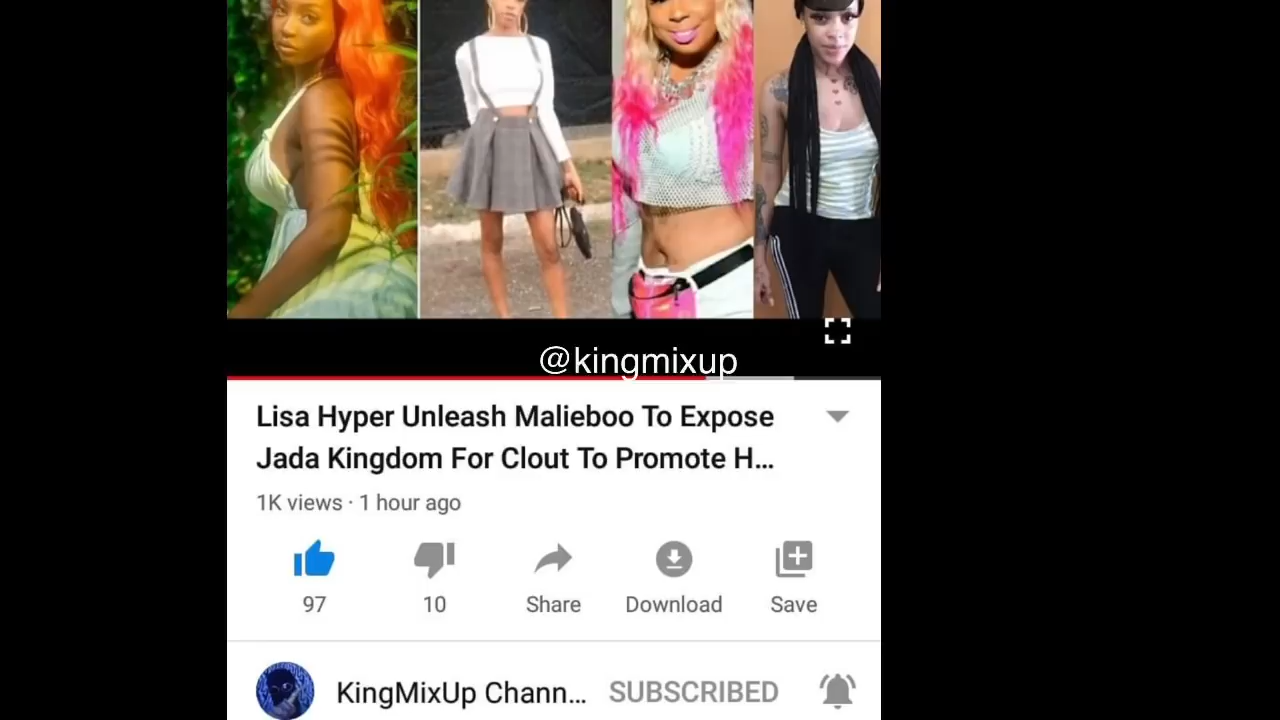 @kingmixup
Lisa Hyper Unleash Malieboo To Expose
Jada Kingdom For Clout To Promote H...
1K views · 1 hour ago
97 10 Share Download Save
KingMixUp Chann... SUBSCRIBED